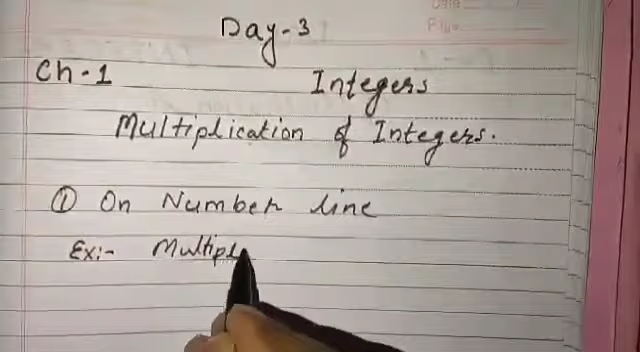 Day-3
Ch-1 Integers
Multiplication of Integers.
① On Number line
Ex:- Multipl